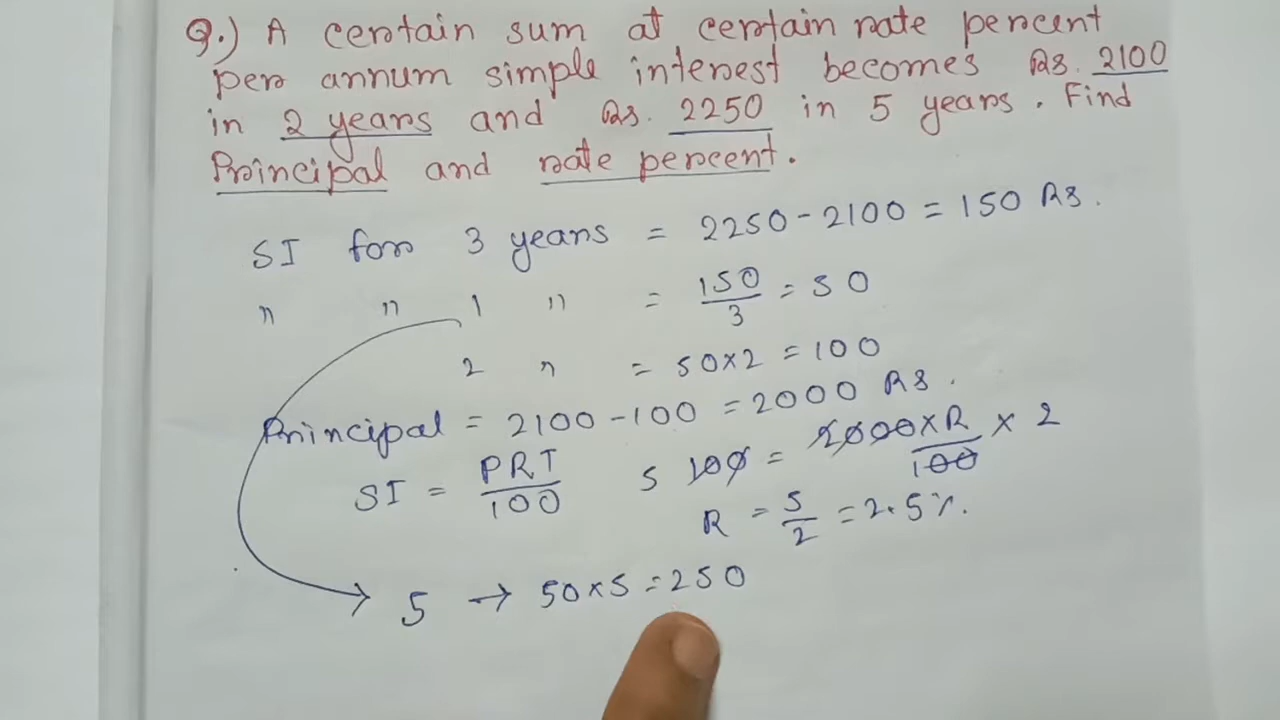 Q.) A certain sum at certain rate percent
per annum simple interest becomes Rs. 2100
in 2 years and Rs. 2250 in 5 years. Find
Principal and rate percent.
SI for 3 years = 2250-2100 = 150 Rs.
" " 1 " = 150/3 = 50
2 " = 50×2 = 100
Principal = 2100-100 = 2000 Rs.
SI = PRT/100 5 100 = 2000×R/100 × 2
R = 5/2 = 2.5%.
→ 5 → 50×5 = 250